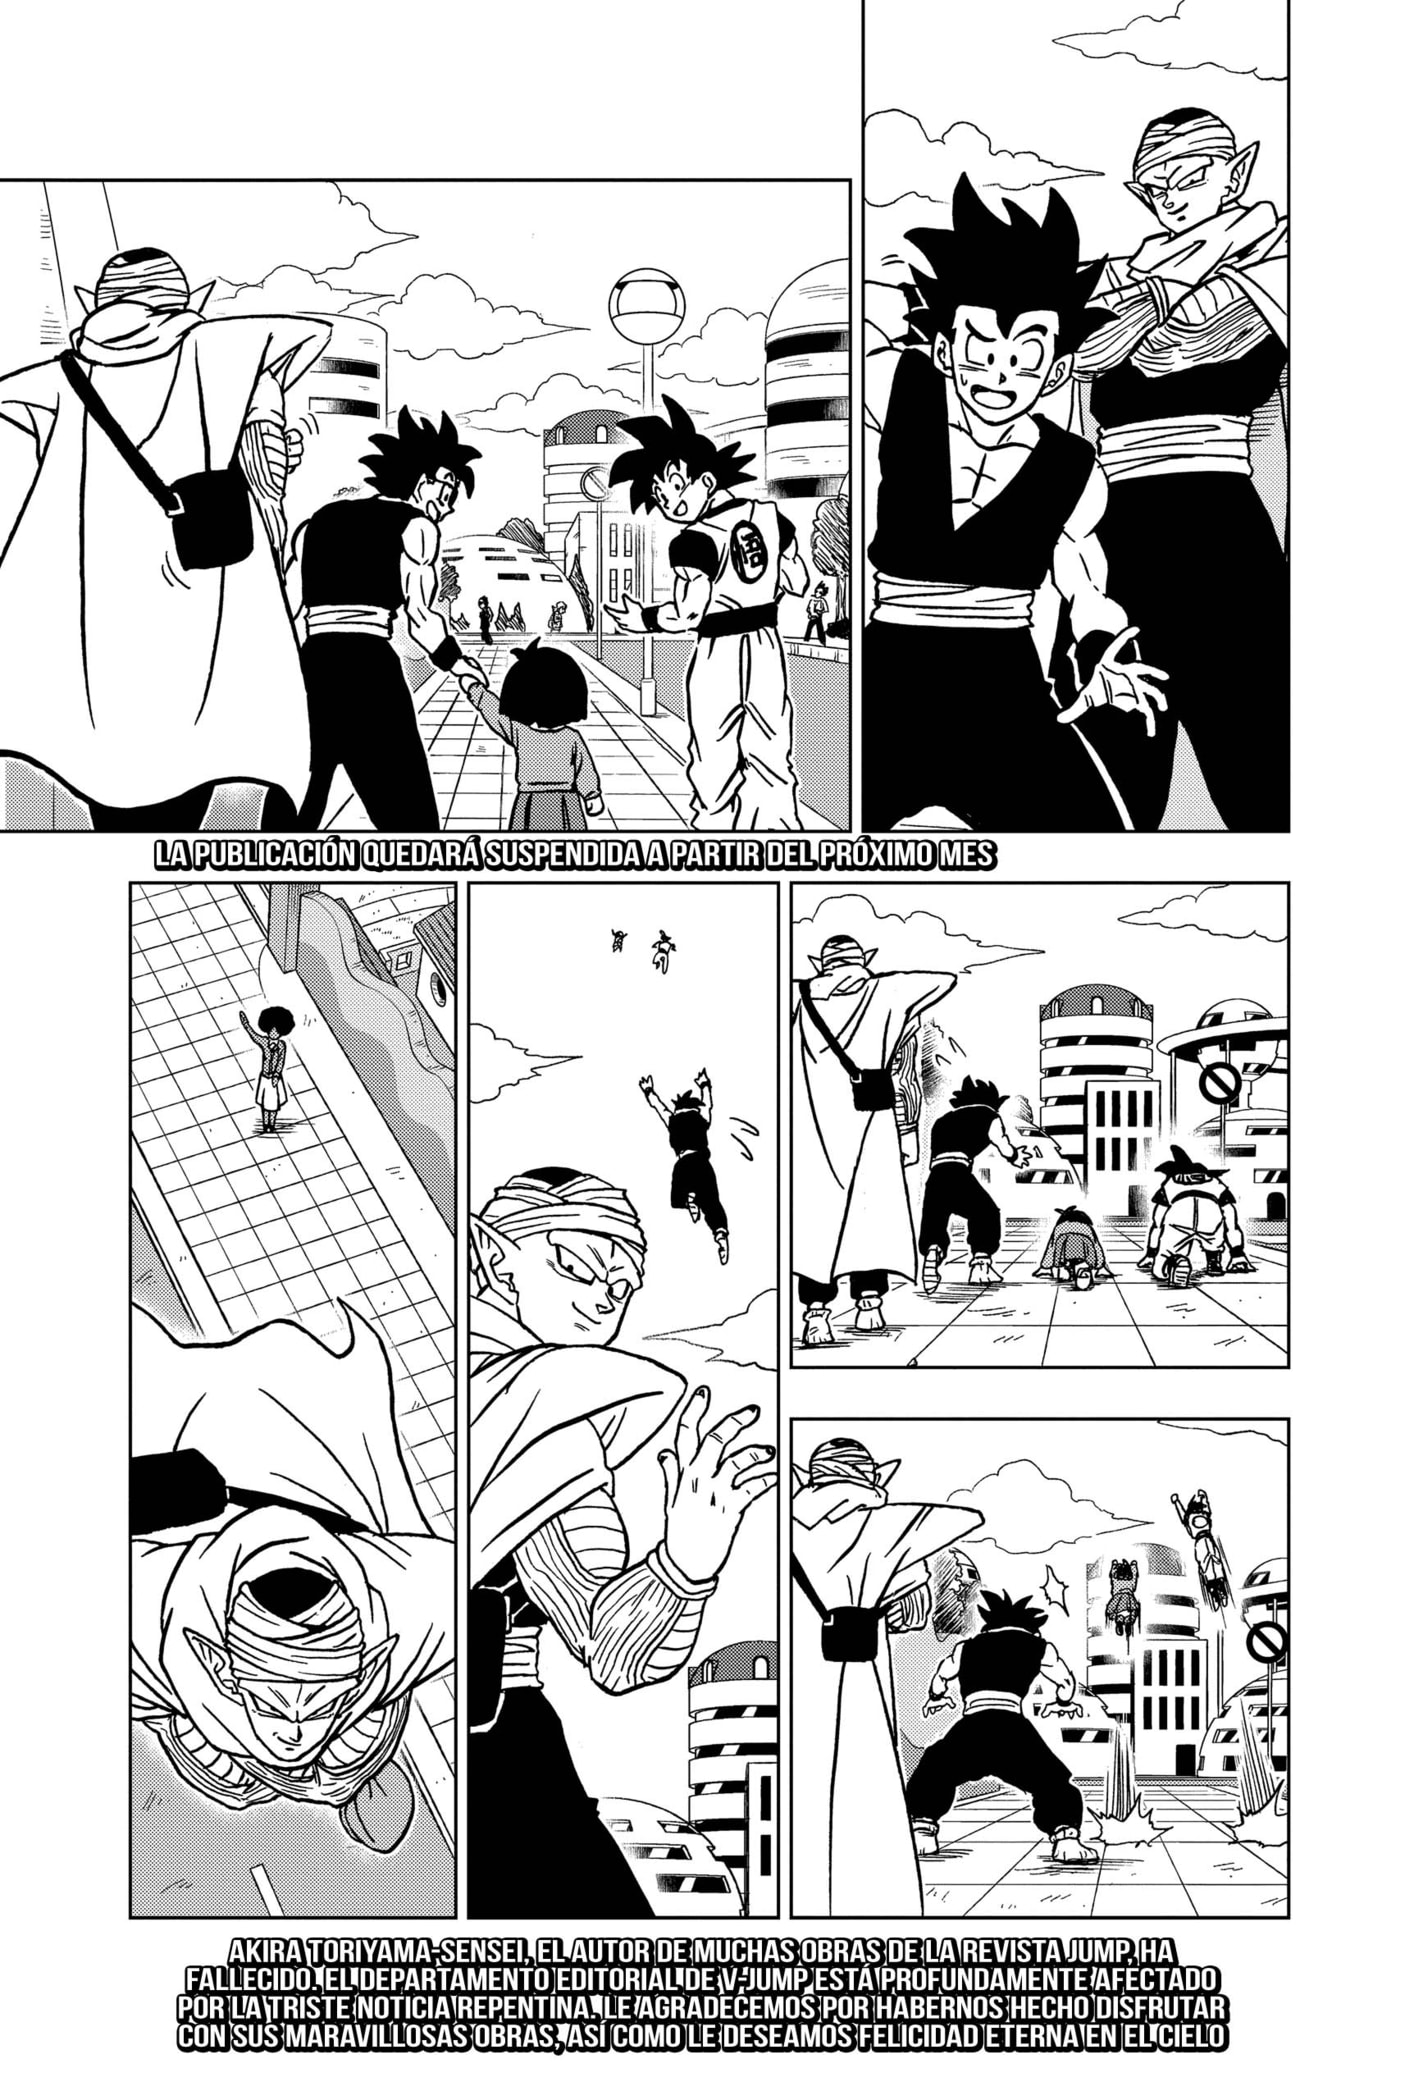 悟
LA PUBLICACIÓN QUEDARÁ SUSPENDIDA A PARTIR DEL PRÓXIMO MES
AKIRA TORIYAMA-SENSEI, EL AUTOR DE MUCHAS OBRAS DE LA REVISTA JUMP, HA
FALLECIDO. EL DEPARTAMENTO EDITORIAL DE V-JUMP ESTÁ PROFUNDAMENTE AFECTADO
POR LA TRISTE NOTICIA REPENTINA. LE AGRADECEMOS POR HABERNOS HECHO DISFRUTAR
CON SUS MARAVILLOSAS OBRAS, ASÍ COMO LE DESEAMOS FELICIDAD ETERNA EN EL CIELO